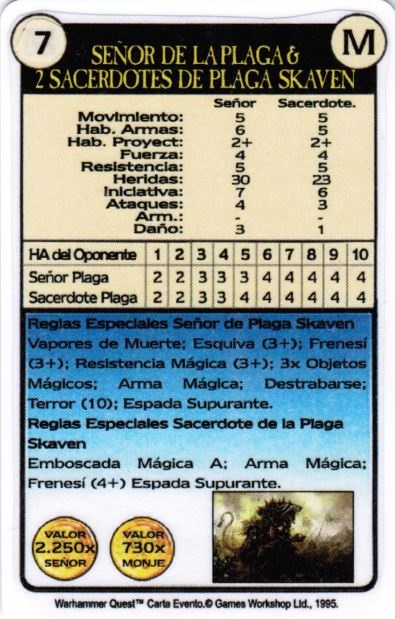 7
M
SEÑOR DE LA PLAGA &
2 SACERDOTES DE PLAGA SKAVEN
Señor Sacerdote.
Movimiento: 5 5
Hab. Armas: 6 5
Hab. Proyect: 2+ 2+
Fuerza: 4 4
Resistencia: 5 5
Heridas: 30 23
Iniciativa: 7 6
Ataques: 4 3
Arm.: - -
Daño: 3 1
HA del Oponente 1 2 3 4 5 6 7 8 9 10
Señor Plaga 2 2 3 3 3 4 4 4 4 4
Sacerdote Plaga 2 2 3 3 4 4 4 4 4 4
Reglas Especiales Señor de Plaga Skaven
Vapores de Muerte; Esquiva (3+); Frenesí
(3+); Resistencia Mágica (3+); 3x Objetos
Mágicos; Arma Mágica; Destrabarse;
Terror (10); Espada Supurante.
Reglas Especiales Sacerdote de la Plaga
Skaven
Emboscada Mágica A; Arma Mágica;
Frenesí (4+) Espada Supurante.
VALOR
2.250x
SEÑOR
VALOR
730x
MONJE
Warhammer Quest™ Carta Evento.© Games Workshop Ltd., 1995.